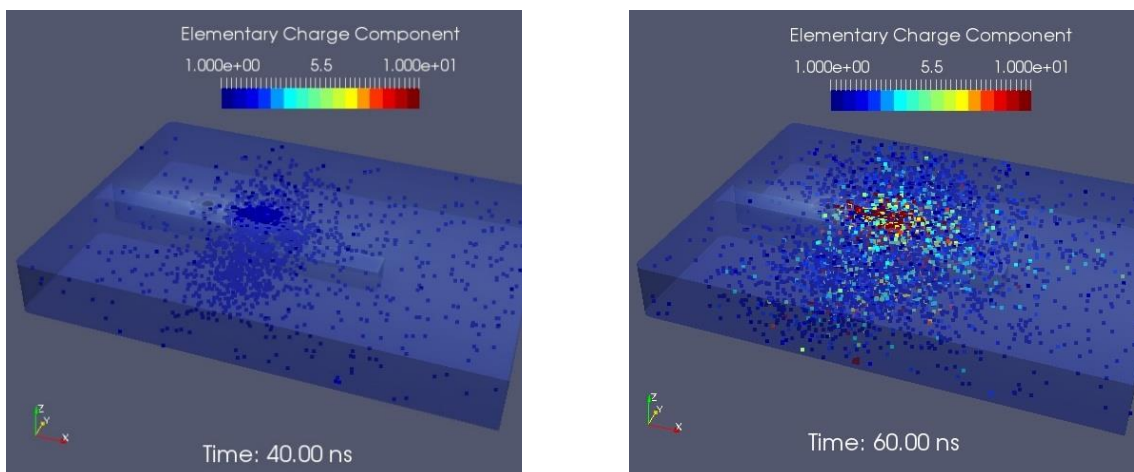 Elementary Charge Component
1.000e+00 5.5 1.000e+01
Z
Y
X
Time: 40.00 ns
Elementary Charge Component
1.000e+00 5.5 1.000e+01
Z
Y
X
Time: 60.00 ns